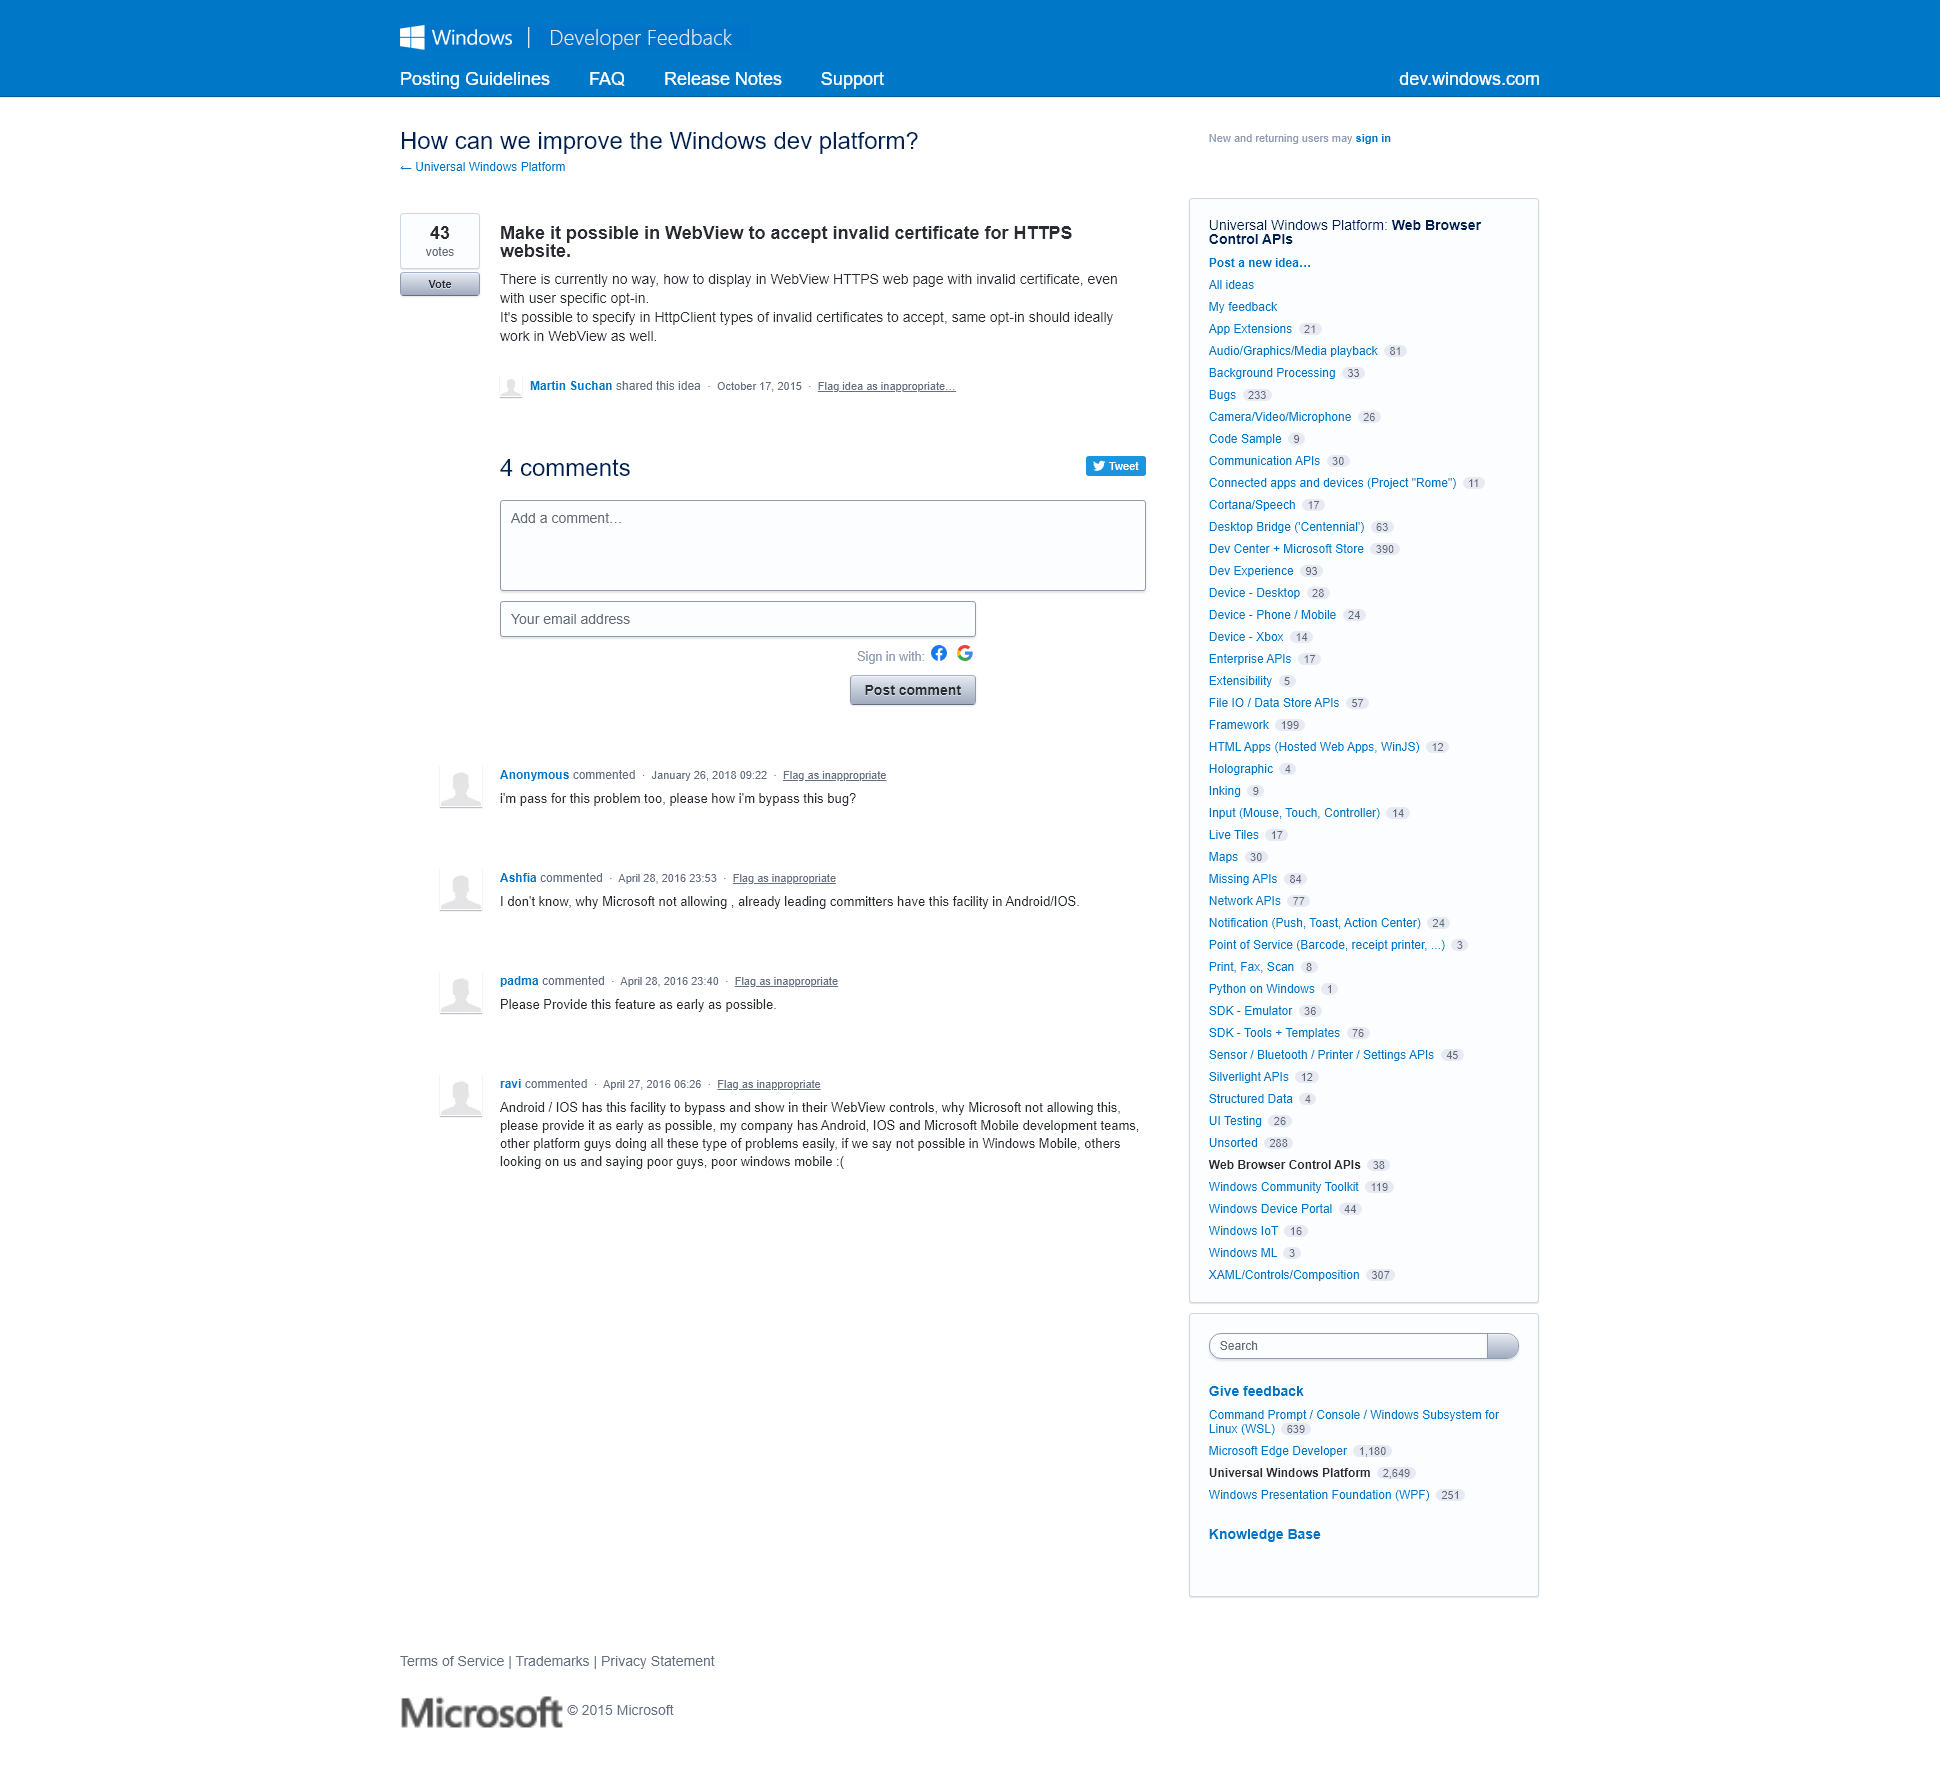 Windows | Developer Feedback
Posting Guidelines FAQ Release Notes Support dev.windows.com
How can we improve the Windows dev platform?
← Universal Windows Platform
New and returning users may sign in
43
votes
Vote
Make it possible in WebView to accept invalid certificate for HTTPS
website.
There is currently no way, how to display in WebView HTTPS web page with invalid certificate, even
with user specific opt-in.
It's possible to specify in HttpClient types of invalid certificates to accept, same opt-in should ideally
work in WebView as well.
Martin Suchan shared this idea · October 17, 2015 · Flag idea as inappropriate…
4 comments
Tweet
Add a comment…
Your email address
Sign in with:
Post comment
Anonymous commented · January 26, 2018 09:22 · Flag as inappropriate
i'm pass for this problem too, please how i'm bypass this bug?
Ashfia commented · April 28, 2016 23:53 · Flag as inappropriate
I don't know, why Microsoft not allowing , already leading committers have this facility in Android/IOS.
padma commented · April 28, 2016 23:40 · Flag as inappropriate
Please Provide this feature as early as possible.
ravi commented · April 27, 2016 06:26 · Flag as inappropriate
Android / IOS has this facility to bypass and show in their WebView controls, why Microsoft not allowing this,
please provide it as early as possible, my company has Android, IOS and Microsoft Mobile development teams,
other platform guys doing all these type of problems easily, if we say not possible in Windows Mobile, others
looking on us and saying poor guys, poor windows mobile :(
Universal Windows Platform: Web Browser
Control APIs
Post a new idea…
All ideas
My feedback
App Extensions 21
Audio/Graphics/Media playback 81
Background Processing 33
Bugs 233
Camera/Video/Microphone 26
Code Sample 9
Communication APIs 30
Connected apps and devices (Project "Rome") 11
Cortana/Speech 17
Desktop Bridge ('Centennial') 63
Dev Center + Microsoft Store 390
Dev Experience 93
Device - Desktop 28
Device - Phone / Mobile 24
Device - Xbox 14
Enterprise APIs 17
Extensibility 5
File IO / Data Store APIs 57
Framework 199
HTML Apps (Hosted Web Apps, WinJS) 12
Holographic 4
Inking 9
Input (Mouse, Touch, Controller) 14
Live Tiles 17
Maps 30
Missing APIs 84
Network APIs 77
Notification (Push, Toast, Action Center) 24
Point of Service (Barcode, receipt printer, ...) 3
Print, Fax, Scan 8
Python on Windows 1
SDK - Emulator 36
SDK - Tools + Templates 76
Sensor / Bluetooth / Printer / Settings APIs 45
Silverlight APIs 12
Structured Data 4
UI Testing 26
Unsorted 288
Web Browser Control APIs 38
Windows Community Toolkit 119
Windows Device Portal 44
Windows IoT 16
Windows ML 3
XAML/Controls/Composition 307
Search
Give feedback
Command Prompt / Console / Windows Subsystem for
Linux (WSL) 639
Microsoft Edge Developer 1,180
Universal Windows Platform 2,649
Windows Presentation Foundation (WPF) 251
Knowledge Base
Terms of Service | Trademarks | Privacy Statement
Microsoft © 2015 Microsoft